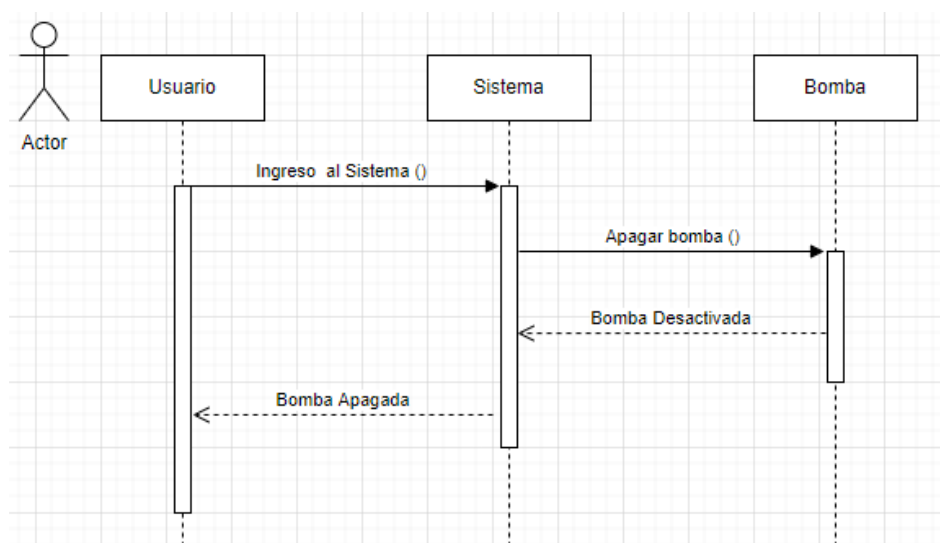 Usuario
Sistema
Bomba
Actor
Ingreso al Sistema ()
Apagar bomba ()
Bomba Desactivada
Bomba Apagada